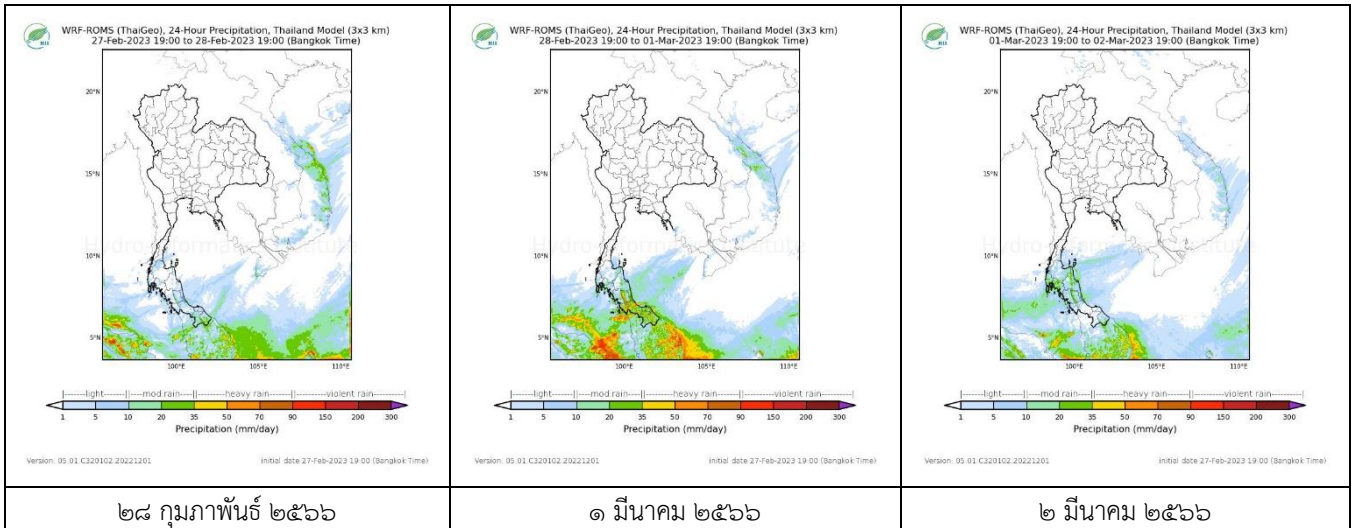 WRF-ROMS (ThaiGeo), 24-Hour Precipitation, Thailand Model (3x3 km)
27-Feb-2023 19:00 to 28-Feb-2023 19:00 (Bangkok Time)
HII
20°N
15°N
10°N
5°N
100°E 105°E 110°E
Hydro Informatics Institute
|------light------||---mod.rain---||--------heavy rain--------||--------violent rain--------|
1 5 10 20 35 50 70 90 150 200 300
Precipitation (mm/day)
Version: 05.01.C320102.20221201 initial date 27-Feb-2023 19:00 (Bangkok Time)
๒๘ กุมภาพันธ์ ๒๕๖๖
WRF-ROMS (ThaiGeo), 24-Hour Precipitation, Thailand Model (3x3 km)
28-Feb-2023 19:00 to 01-Mar-2023 19:00 (Bangkok Time)
HII
20°N
15°N
10°N
5°N
100°E 105°E 110°E
Hydro Informatics Institute
|------light------||---mod.rain---||--------heavy rain--------||--------violent rain--------|
1 5 10 20 35 50 70 90 150 200 300
Precipitation (mm/day)
Version: 05.01.C320102.20221201 initial date 27-Feb-2023 19:00 (Bangkok Time)
๑ มีนาคม ๒๕๖๖
WRF-ROMS (ThaiGeo), 24-Hour Precipitation, Thailand Model (3x3 km)
01-Mar-2023 19:00 to 02-Mar-2023 19:00 (Bangkok Time)
HII
20°N
15°N
10°N
5°N
100°E 105°E 110°E
Hydro Informatics Institute
|------light------||---mod.rain---||--------heavy rain--------||--------violent rain--------|
1 5 10 20 35 50 70 90 150 200 300
Precipitation (mm/day)
Version: 05.01.C320102.20221201 initial date 27-Feb-2023 19:00 (Bangkok Time)
๒ มีนาคม ๒๕๖๖